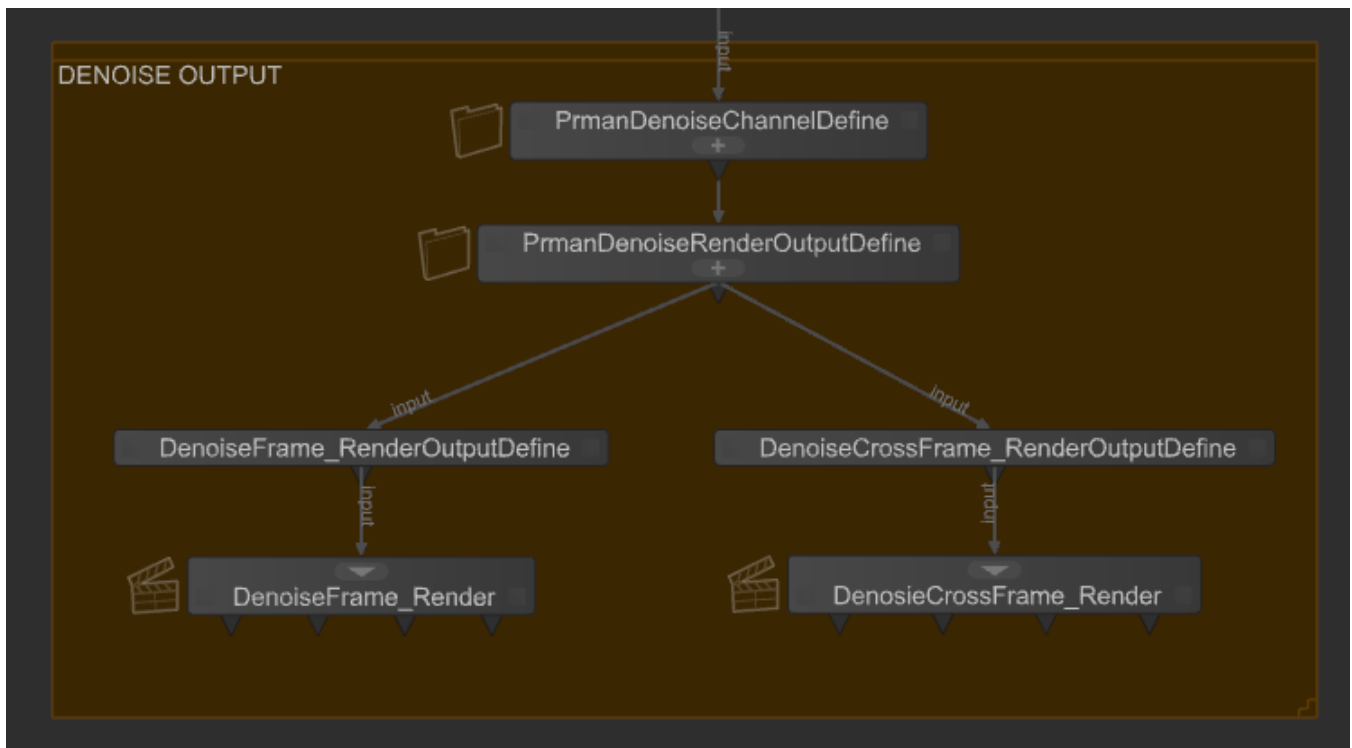 input
DENOISE OUTPUT
PrmanDenoiseChannelDefine
PrmanDenoiseRenderOutputDefine
input
input
DenoiseFrame_RenderOutputDefine
DenoiseCrossFrame_RenderOutputDefine
input
input
DenoiseFrame_Render
DenosieCrossFrame_Render